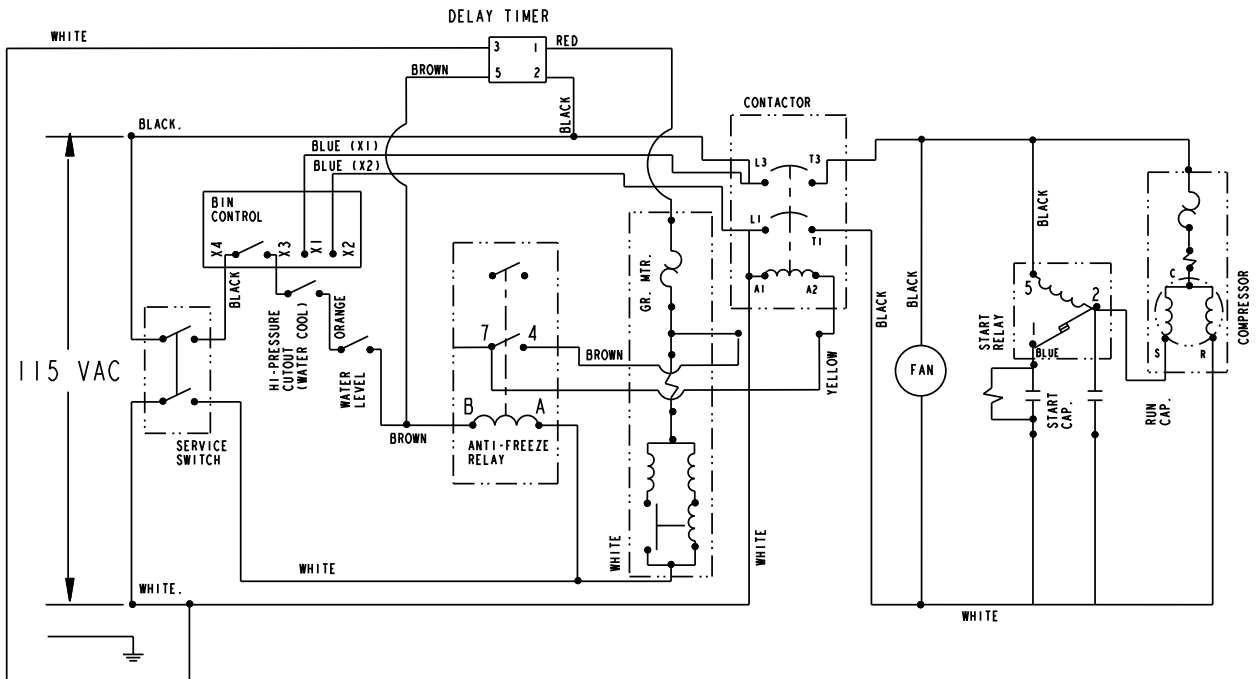 DELAY TIMER
WHITE
3
1
RED
BROWN
5
2
BLACK
CONTACTOR
BLACK.
BLUE (X1)
BLUE (X2)
L3
T3
BIN
CONTROL
X4
X3
X1
X2
L1
T1
BLACK
GR. MTR.
A1
A2
BLACK
BLACK
BLACK
5
2
C
START
RELAY
BLUE
COMPRESSOR
HI-PRESSURE
CUTOUT
(WATER COOL)
ORANGE
7
4
BROWN
YELLOW
115 VAC
WATER
LEVEL
FAN
S
R
START
CAP.
RUN
CAP.
B
A
BROWN
ANTI-FREEZE
RELAY
SERVICE
SWITCH
WHITE
WHITE
WHITE
WHITE.
WHITE